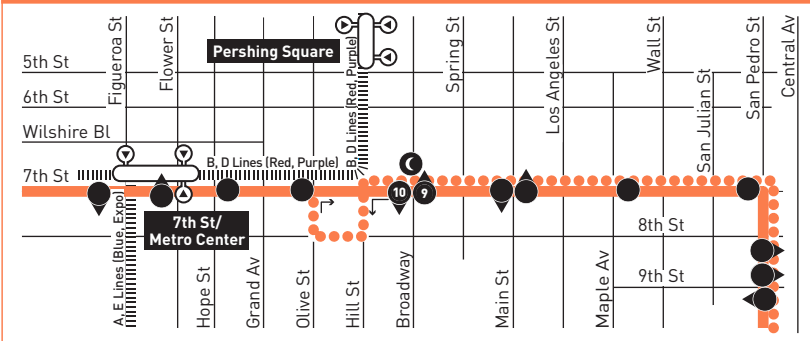 Figueroa St
Flower St
Pershing Square
Spring St
Los Angeles St
Wall St
San Julian St
San Pedro St
Central Av
5th St
6th St
Wilshire Bl
7th St
B, D Lines (Red, Purple)
B, D Lines (Red, Purple)
10
9
7th St/
Metro Center
A, E Lines (Blue, Expo)
8th St
9th St
Hope St
Grand Av
Olive St
Hill St
Broadway
Main St
Maple Av